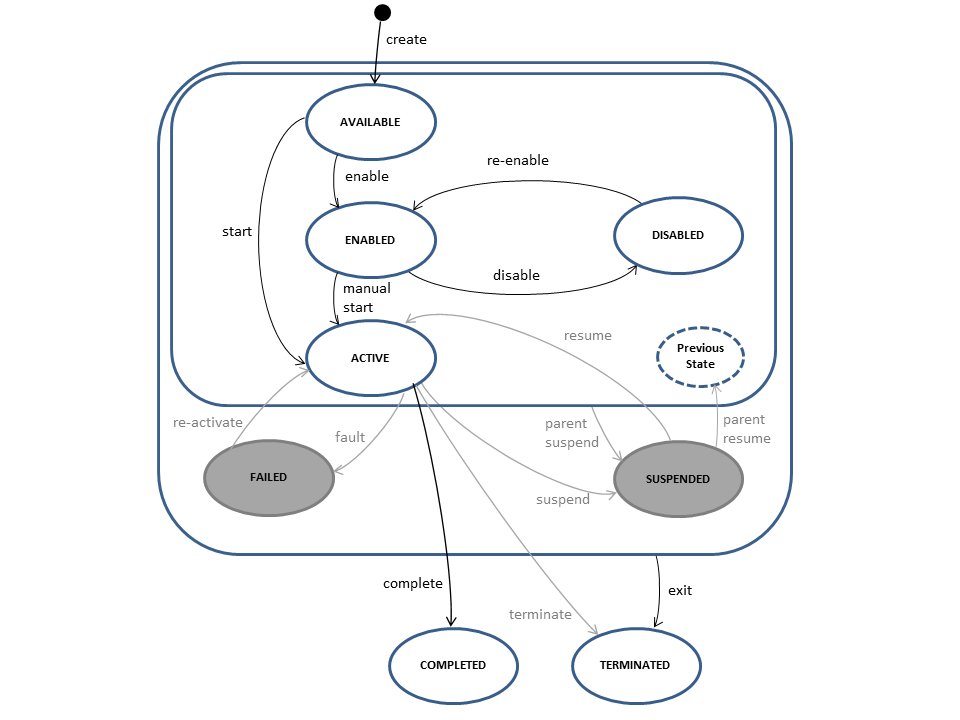 create
AVAILABLE
re-enable
enable
start
ENABLED
DISABLED
disable
manual
start
resume
Previous
State
ACTIVE
re-activate
fault
parent
suspend
parent
resume
FAILED
SUSPENDED
suspend
complete
exit
terminate
COMPLETED
TERMINATED